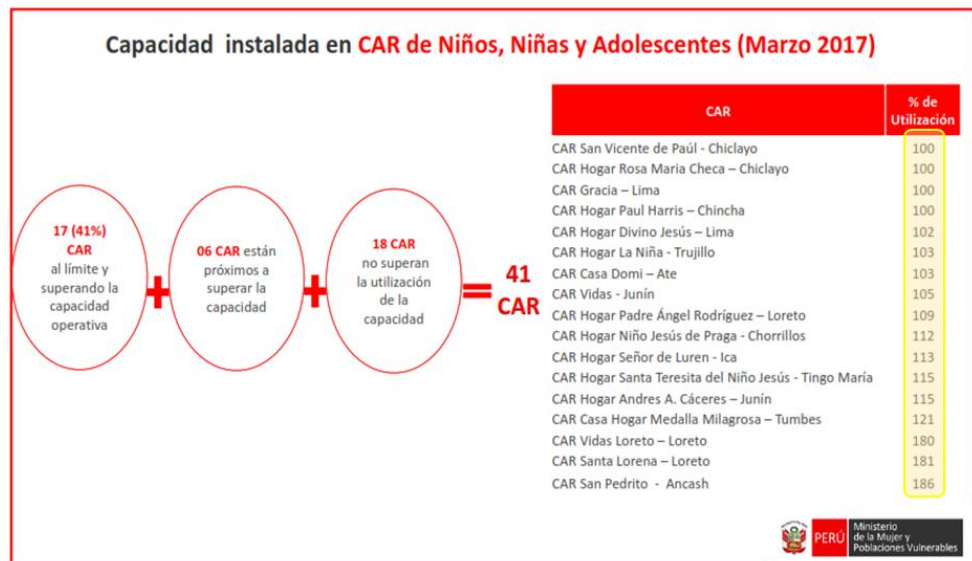 Capacidad instalada en CAR de Niños, Niñas y Adolescentes (Marzo 2017)
17 (41%)
CAR
al límite y
superando la
capacidad
operativa
+
06 CAR están
próximos a
superar la
capacidad
+
18 CAR
no superan
la utilización
de la
capacidad
=
41
CAR
CAR % de Utilización
CAR San Vicente de Paúl - Chiclayo 100
CAR Hogar Rosa Maria Checa – Chiclayo 100
CAR Gracia – Lima 100
CAR Hogar Paul Harris – Chincha 100
CAR Hogar Divino Jesús – Lima 102
CAR Hogar La Niña - Trujillo 103
CAR Casa Domi – Ate 103
CAR Vidas - Junín 105
CAR Hogar Padre Ángel Rodríguez – Loreto 109
CAR Hogar Niño Jesús de Praga - Chorrillos 112
CAR Hogar Señor de Luren - Ica 113
CAR Hogar Santa Teresita del Niño Jesús - Tingo María 115
CAR Hogar Andres A. Cáceres – Junín 115
CAR Casa Hogar Medalla Milagrosa – Tumbes 121
CAR Vidas Loreto – Loreto 180
CAR Santa Lorena – Loreto 181
CAR San Pedrito - Ancash 186
PERÚ
Ministerio
de la Mujer y
Poblaciones Vulnerables